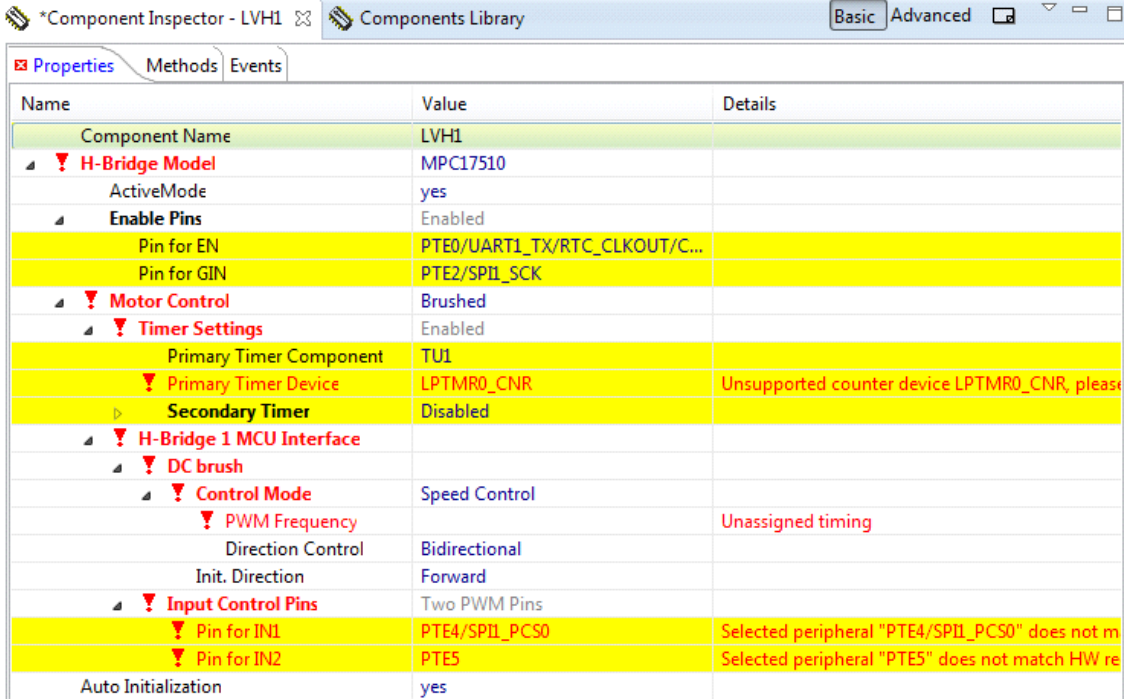 *Component Inspector - LVH1 Components Library Basic Advanced
Properties Methods Events
Name Value Details
Component Name LVH1
H-Bridge Model MPC17510
ActiveMode yes
Enable Pins Enabled
Pin for EN PTE0/UART1_TX/RTC_CLKOUT/C...
Pin for GIN PTE2/SPI1_SCK
Motor Control Brushed
Timer Settings Enabled
Primary Timer Component TU1
Primary Timer Device LPTMR0_CNR Unsupported counter device LPTMR0_CNR, please
Secondary Timer Disabled
H-Bridge 1 MCU Interface
DC brush
Control Mode Speed Control
PWM Frequency Unassigned timing
Direction Control Bidirectional
Init. Direction Forward
Input Control Pins Two PWM Pins
Pin for IN1 PTE4/SPI1_PCS0 Selected peripheral "PTE4/SPI1_PCS0" does not m
Pin for IN2 PTE5 Selected peripheral "PTE5" does not match HW re
Auto Initialization yes